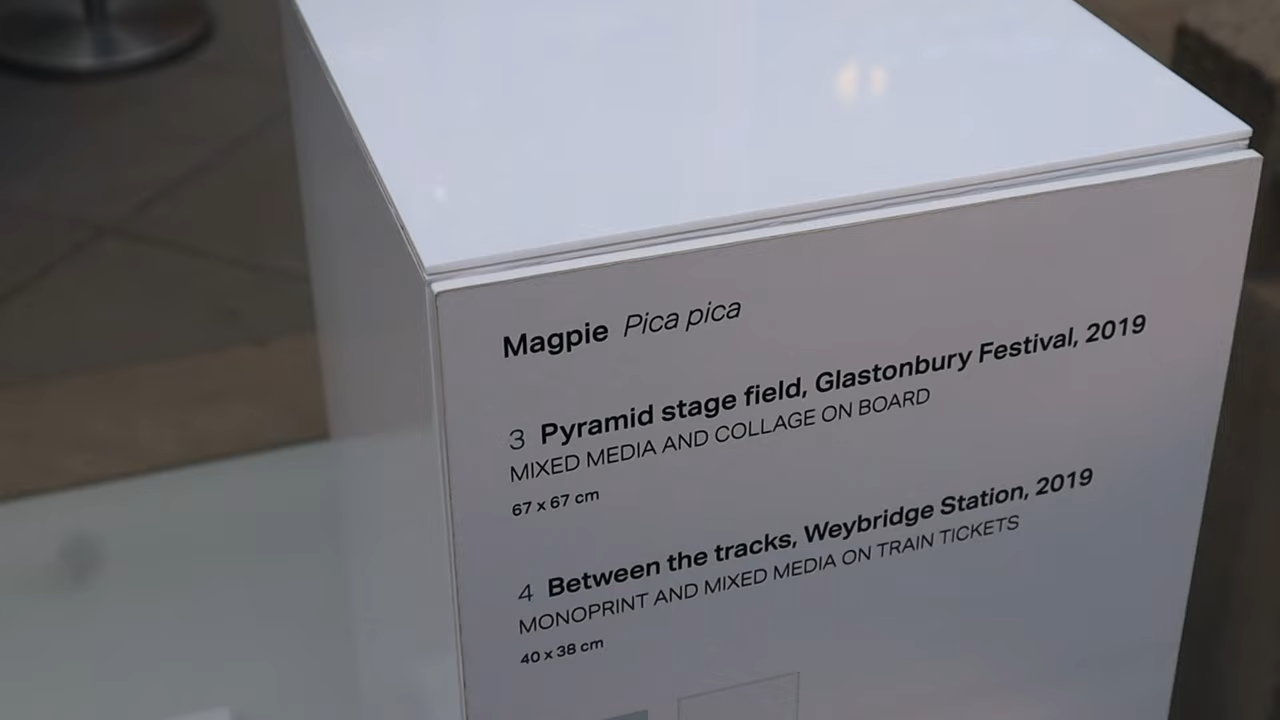 Magpie Pica pica
3 Pyramid stage field, Glastonbury Festival, 2019
MIXED MEDIA AND COLLAGE ON BOARD
67 x 67 cm
4 Between the tracks, Weybridge Station, 2019
MONOPRINT AND MIXED MEDIA ON TRAIN TICKETS
40 x 38 cm